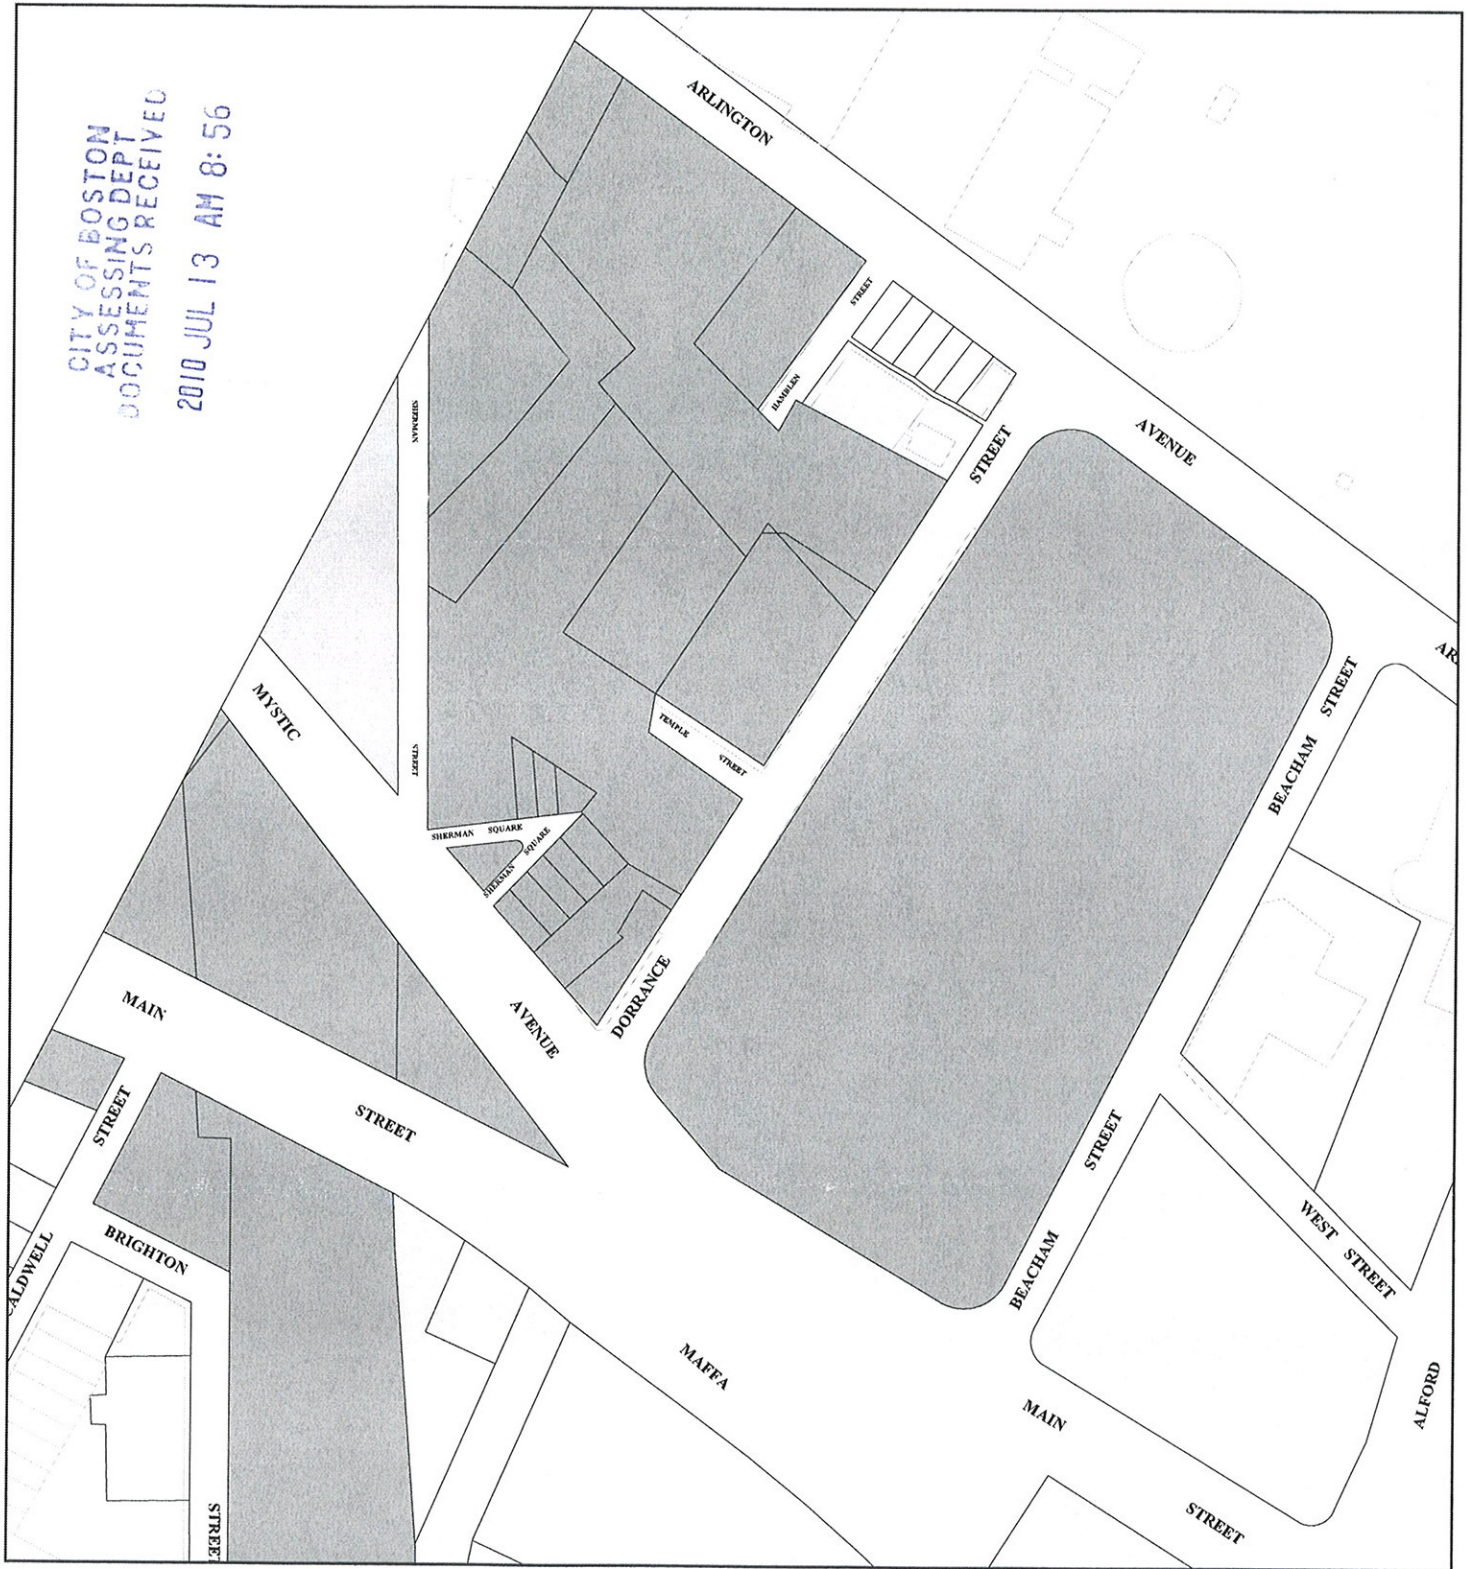 CITY OF BOSTON
ASSESSING DEPT
DOCUMENTS RECEIVED
2010 JUL 13 AM 8:56
ARLINGTON
AVENUE
STREET
HAMBLEN
STREET
SHERMAN
STREET
MYSTIC
AVENUE
TEMPLE
STREET
SHERMAN SQUARE
SHERMAN SQUARE
DORRANCE
STREET
BEACHAM
STREET
BEACHAM
MAIN
STREET
STREET
CALDWELL
BRIGHTON
STREET
MAFFA
MAIN
STREET
WEST STREET
ALFORD